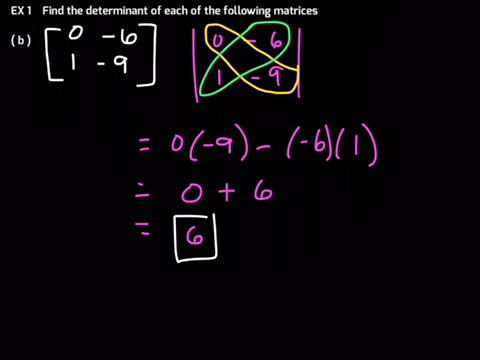 EX 1 Find the determinant of each of the following matrices
(b) [0 -6] |0 -6|
[1 -9] |1 -9|
= 0(-9) - (-6)(1)
= 0 + 6
= 6